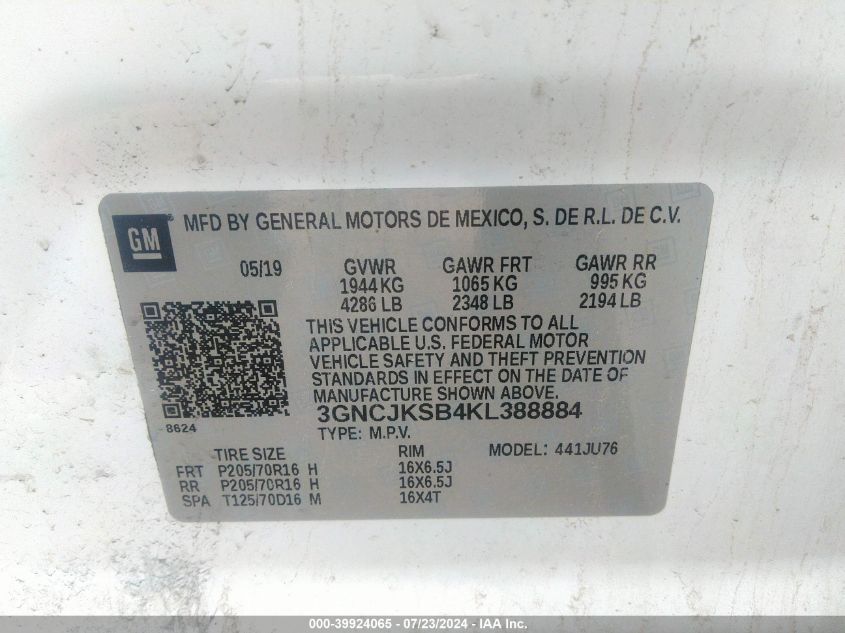 GM® MFD BY GENERAL MOTORS DE MEXICO, S. DE R.L. DE C.V.
05/19 GVWR GAWR FRT GAWR RR
1944 KG 1065 KG 995 KG
4286 LB 2348 LB 2194 LB
THIS VEHICLE CONFORMS TO ALL
APPLICABLE U.S. FEDERAL MOTOR
VEHICLE SAFETY AND THEFT PREVENTION
STANDARDS IN EFFECT ON THE DATE OF
MANUFACTURE SHOWN ABOVE.
3GNCJKSB4KL388884
8624
TYPE: M.P.V.
TIRE SIZE RIM MODEL: 441JU76
FRT P205/70R16 H 16X6.5J
RR P205/70R16 H 16X6.5J
SPA T125/70D16 M 16X4T
000-39924065 - 07/23/2024 - IAA Inc.